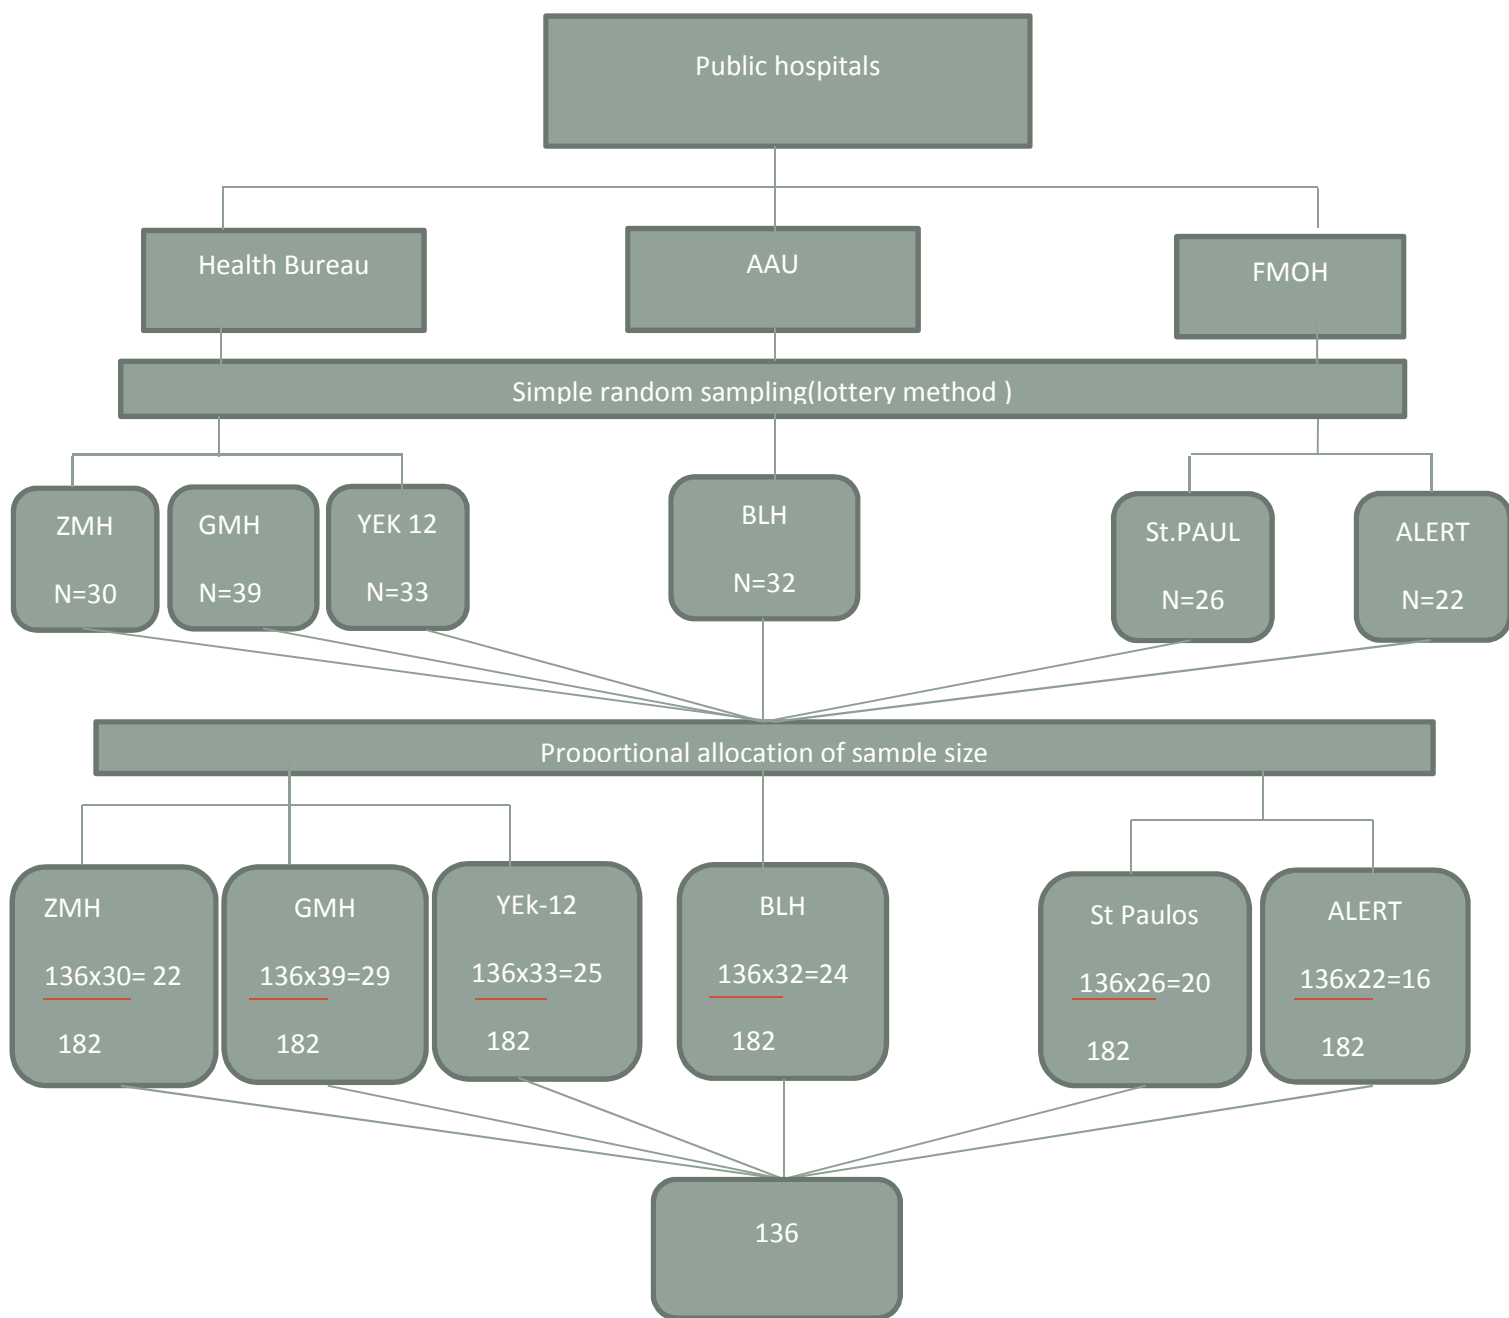 Public hospitals
Health Bureau
AAU
FMOH
Simple random sampling(lottery method )
ZMH
N=30
GMH
N=39
YEK 12
N=33
BLH
N=32
St.PAUL
N=26
ALERT
N=22
Proportional allocation of sample size
ZMH
136x30= 22
182
GMH
136x39=29
182
YEk-12
136x33=25
182
BLH
136x32=24
182
St Paulos
136x26=20
182
ALERT
136x22=16
182
136